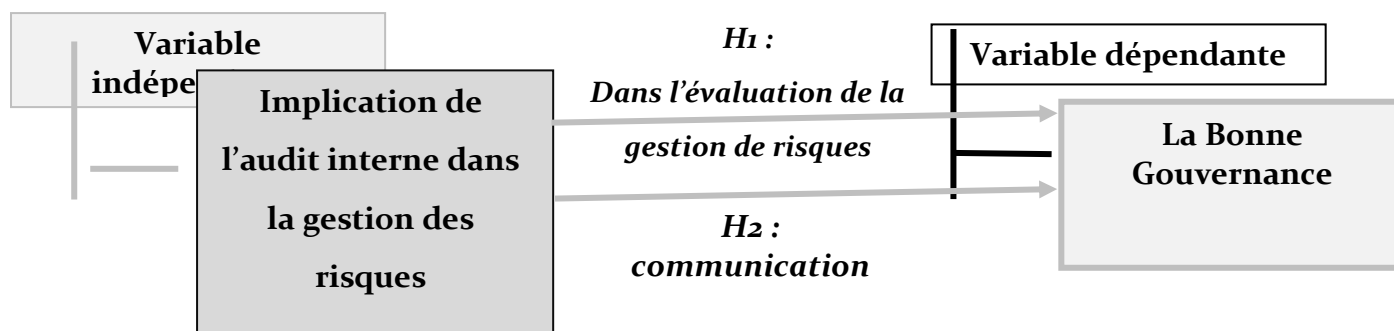 Variable
Implication de
l’audit interne dans
la gestion des
risques
H1 :
Dans l’évaluation de la
gestion de risques
H2 :
communication
Variable dépendante
La Bonne
Gouvernance